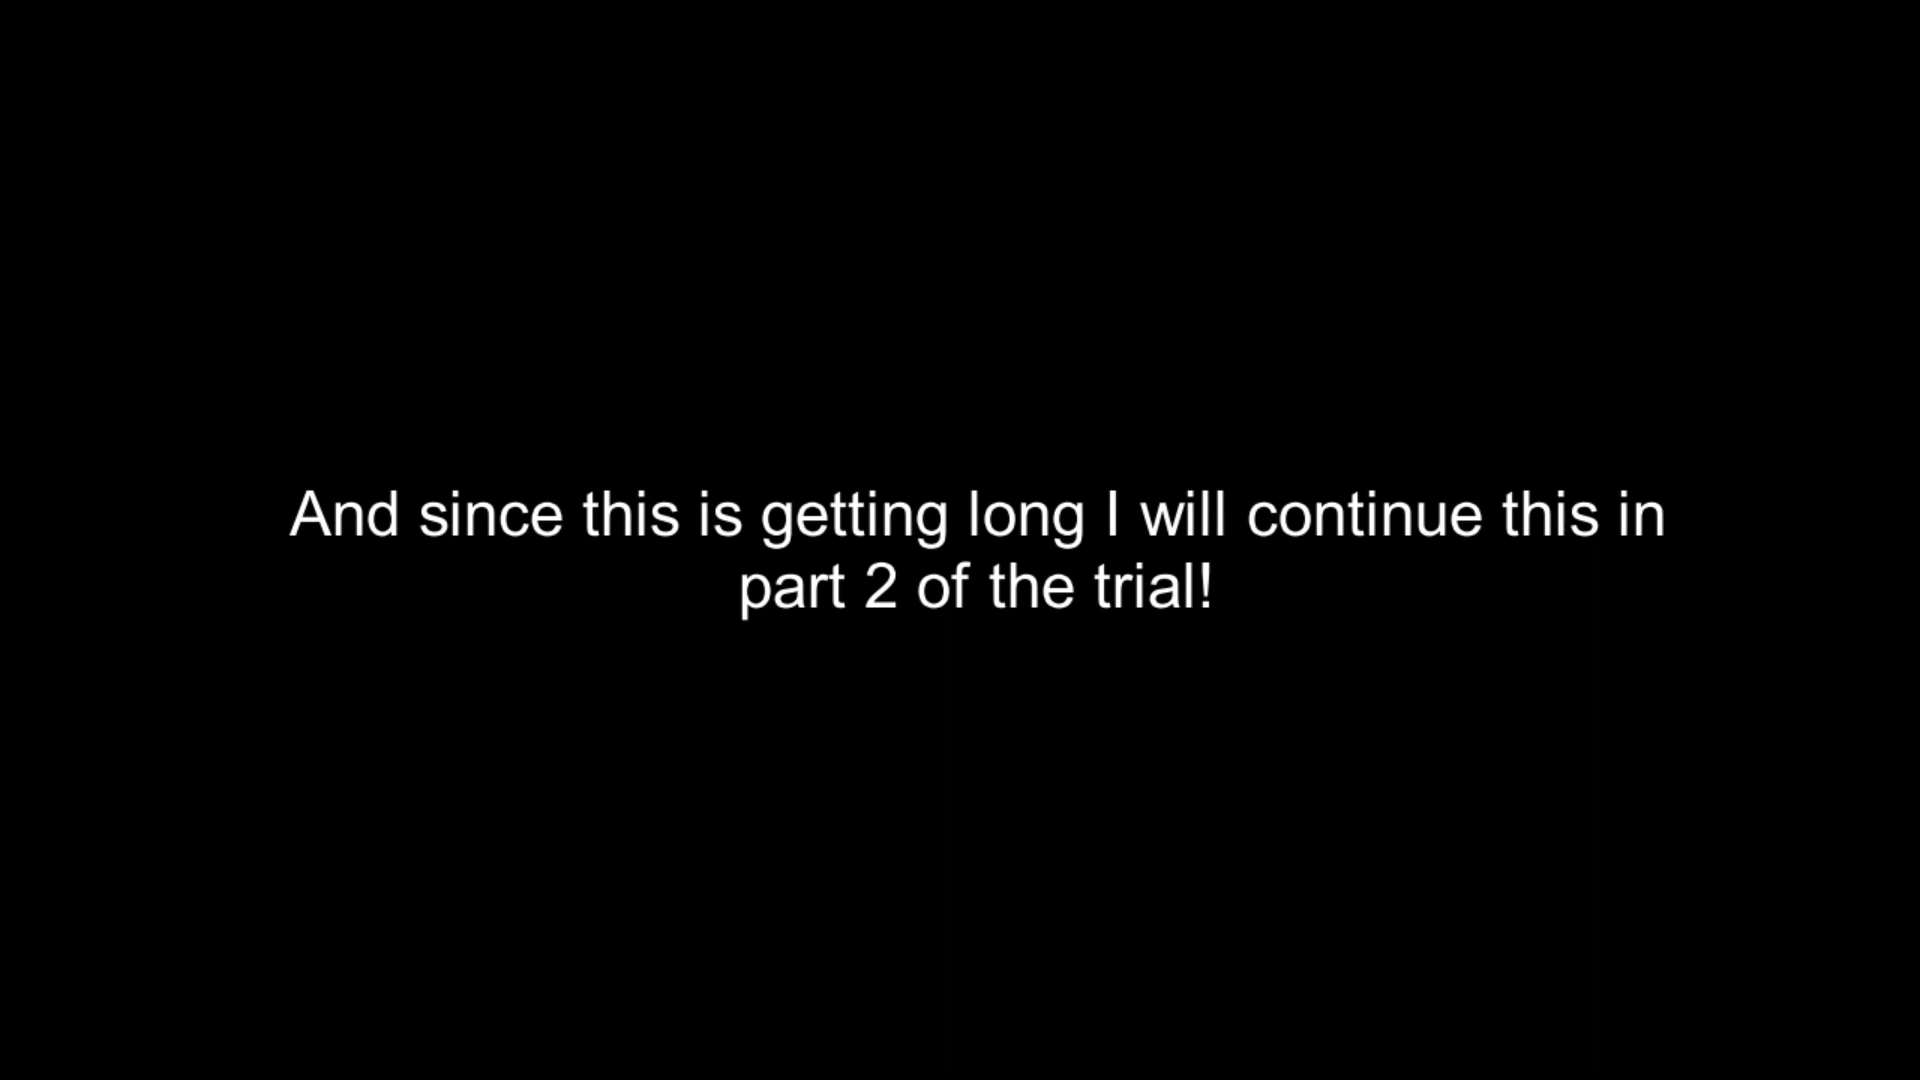 And since this is getting long I will continue this in
part 2 of the trial!